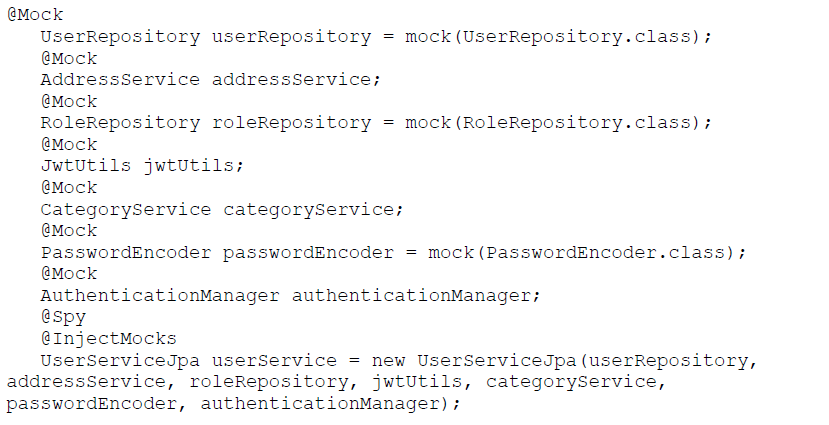 @Mock
UserRepository userRepository = mock(UserRepository.class);
@Mock
AddressService addressService;
@Mock
RoleRepository roleRepository = mock(RoleRepository.class);
@Mock
JwtUtils jwtUtils;
@Mock
CategoryService categoryService;
@Mock
PasswordEncoder passwordEncoder = mock(PasswordEncoder.class);
@Mock
AuthenticationManager authenticationManager;
@Spy
@InjectMocks
UserServiceJpa userService = new UserServiceJpa(userRepository,
addressService, roleRepository, jwtUtils, categoryService,
passwordEncoder, authenticationManager);